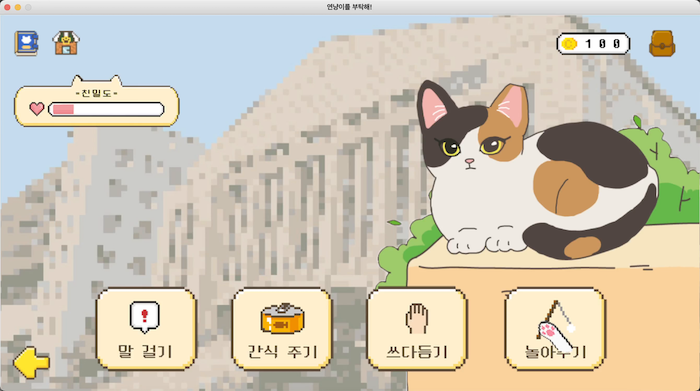 연냥이를 부탁해!
100
-친밀도-
말 걸기
간식 주기
쓰다듬기
놀아주기